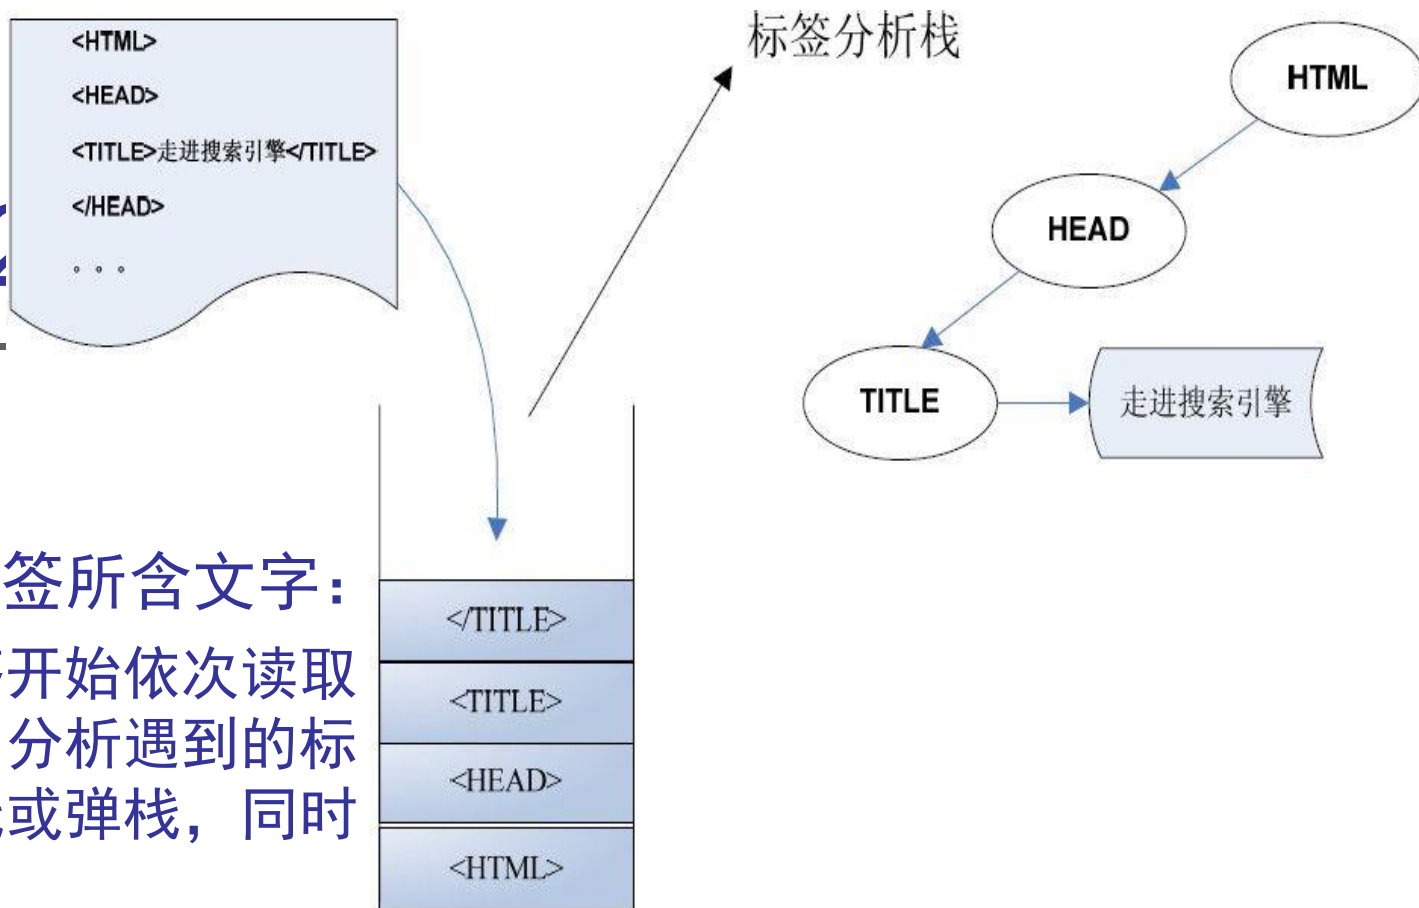 <HTML>
<HEAD>
<TITLE>走进搜索引擎</TITLE>
</HEAD>
。。。
标签分析栈
HTML
HEAD
TITLE
走进搜索引擎
签所含文字：
开始依次读取
分析遇到的标
或弹栈，同时
</TITLE>
<TITLE>
<HEAD>
<HTML>